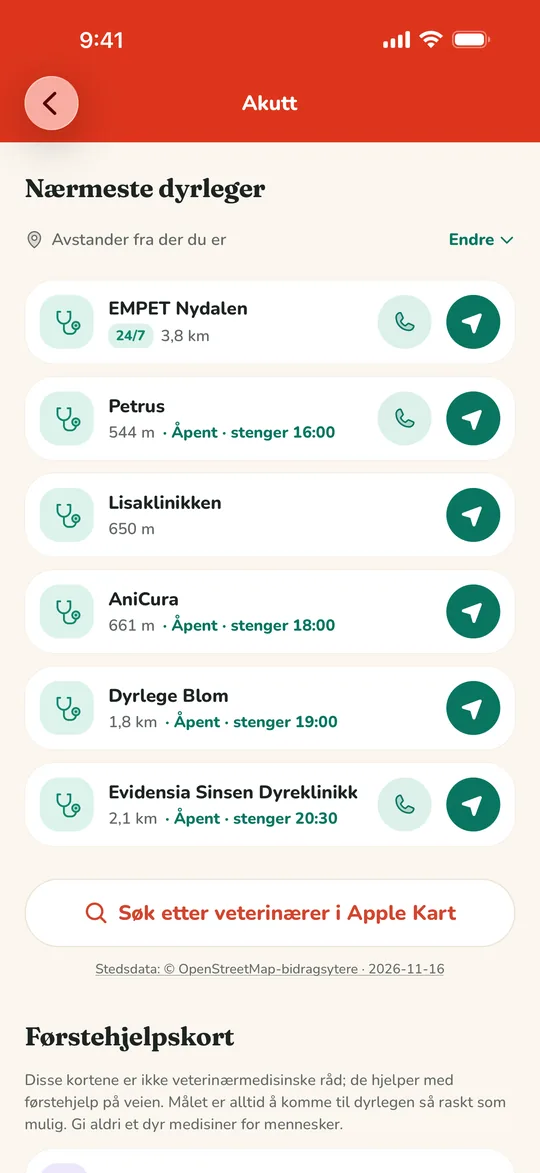 9:41
Akutt
Nærmeste dyrleger
Avstander fra der du er
Endre
EMPET Nydalen
24/7 3,8 km
Petrus
544 m · Åpent · stenger 16:00
Lisaklinikken
650 m
AniCura
661 m · Åpent · stenger 18:00
Dyrlege Blom
1,8 km · Åpent · stenger 19:00
Evidensia Sinsen Dyreklinikk
2,1 km · Åpent · stenger 20:30
Søk etter veterinærer i Apple Kart
Stedsdata: © OpenStreetMap-bidragsytere · 2026-11-16
Førstehjelpskort
Disse kortene er ikke veterinærmedisinske råd; de hjelper med
førstehjelp på veien. Målet er alltid å komme til dyrlegen så raskt som
mulig. Gi aldri et dyr medisiner for mennesker.